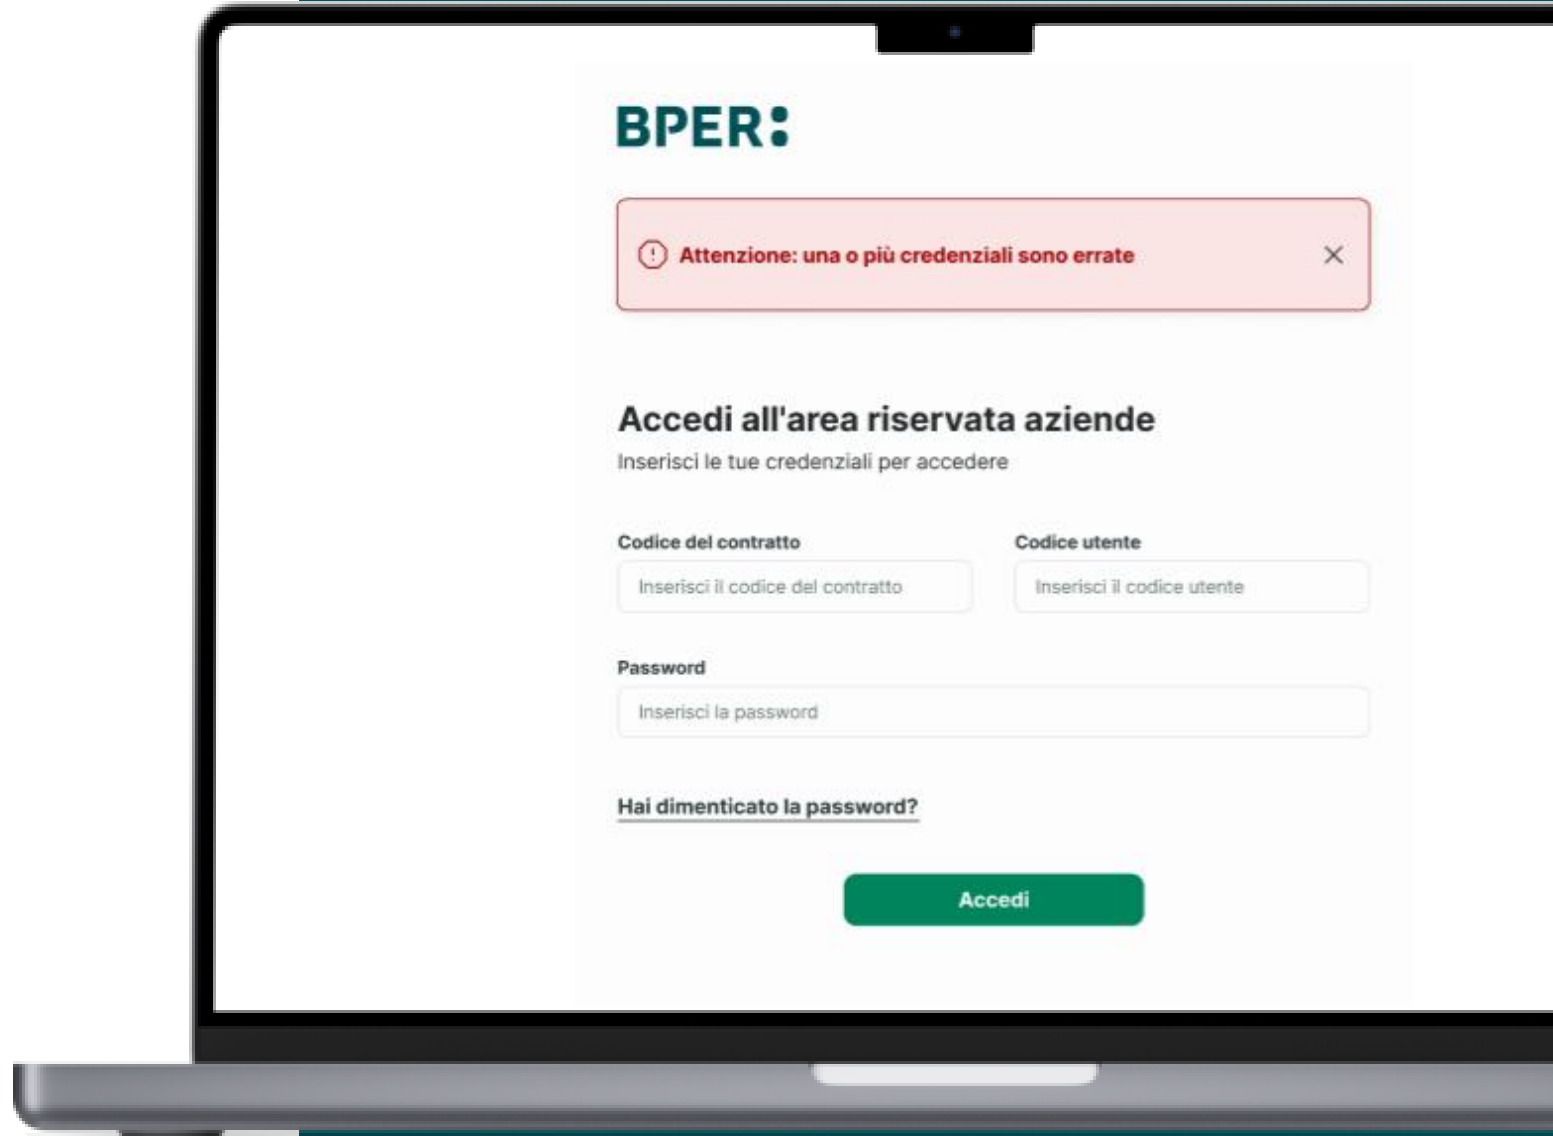 BPER:
Attenzione: una o più credenziali sono errate
Accedi all'area riservata aziende
Inserisci le tue credenziali per accedere
Codice del contratto
Codice utente
Inserisci il codice del contratto
Inserisci il codice utente
Password
Inserisci la password
Hai dimenticato la password?
Accedi